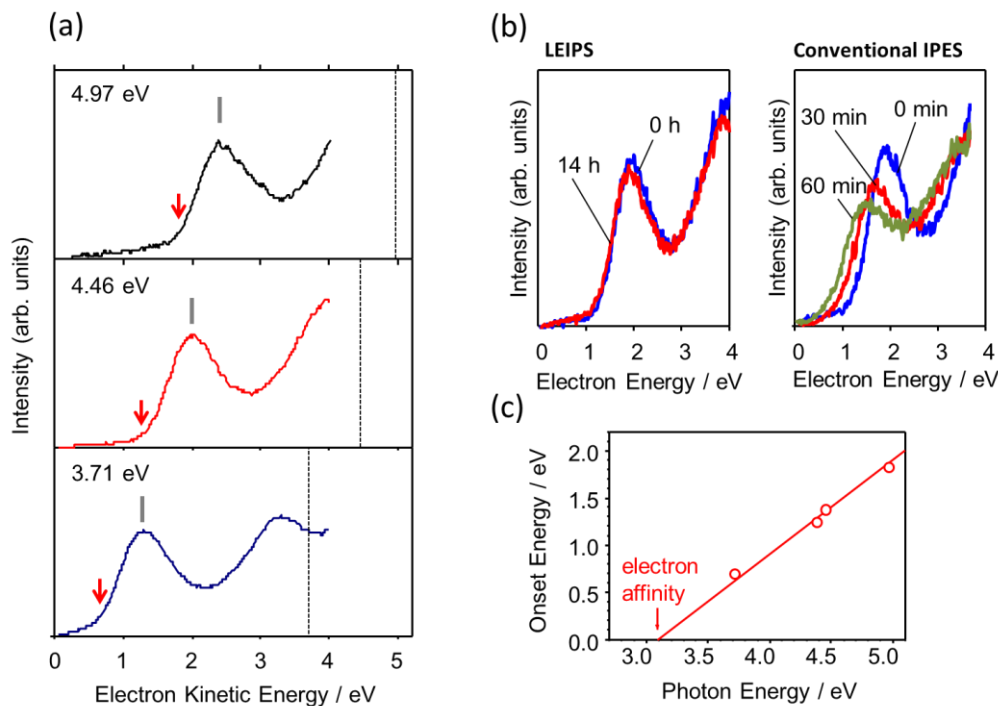 (a)
4.97 eV
4.46 eV
3.71 eV
Intensity (arb. units)
0 1 2 3 4 5
Electron Kinetic Energy / eV
(b)
LEIPS
0 h
14 h
Intensity (arb. units)
0 1 2 3 4
Electron Energy / eV
Conventional IPES
30 min
0 min
60 min
Intensity (arb. units)
0 1 2 3 4
Electron Energy / eV
(c)
Onset Energy / eV
2.0
1.5
1.0
0.5
0.0
electron
affinity
3.0 3.5 4.0 4.5 5.0
Photon Energy / eV